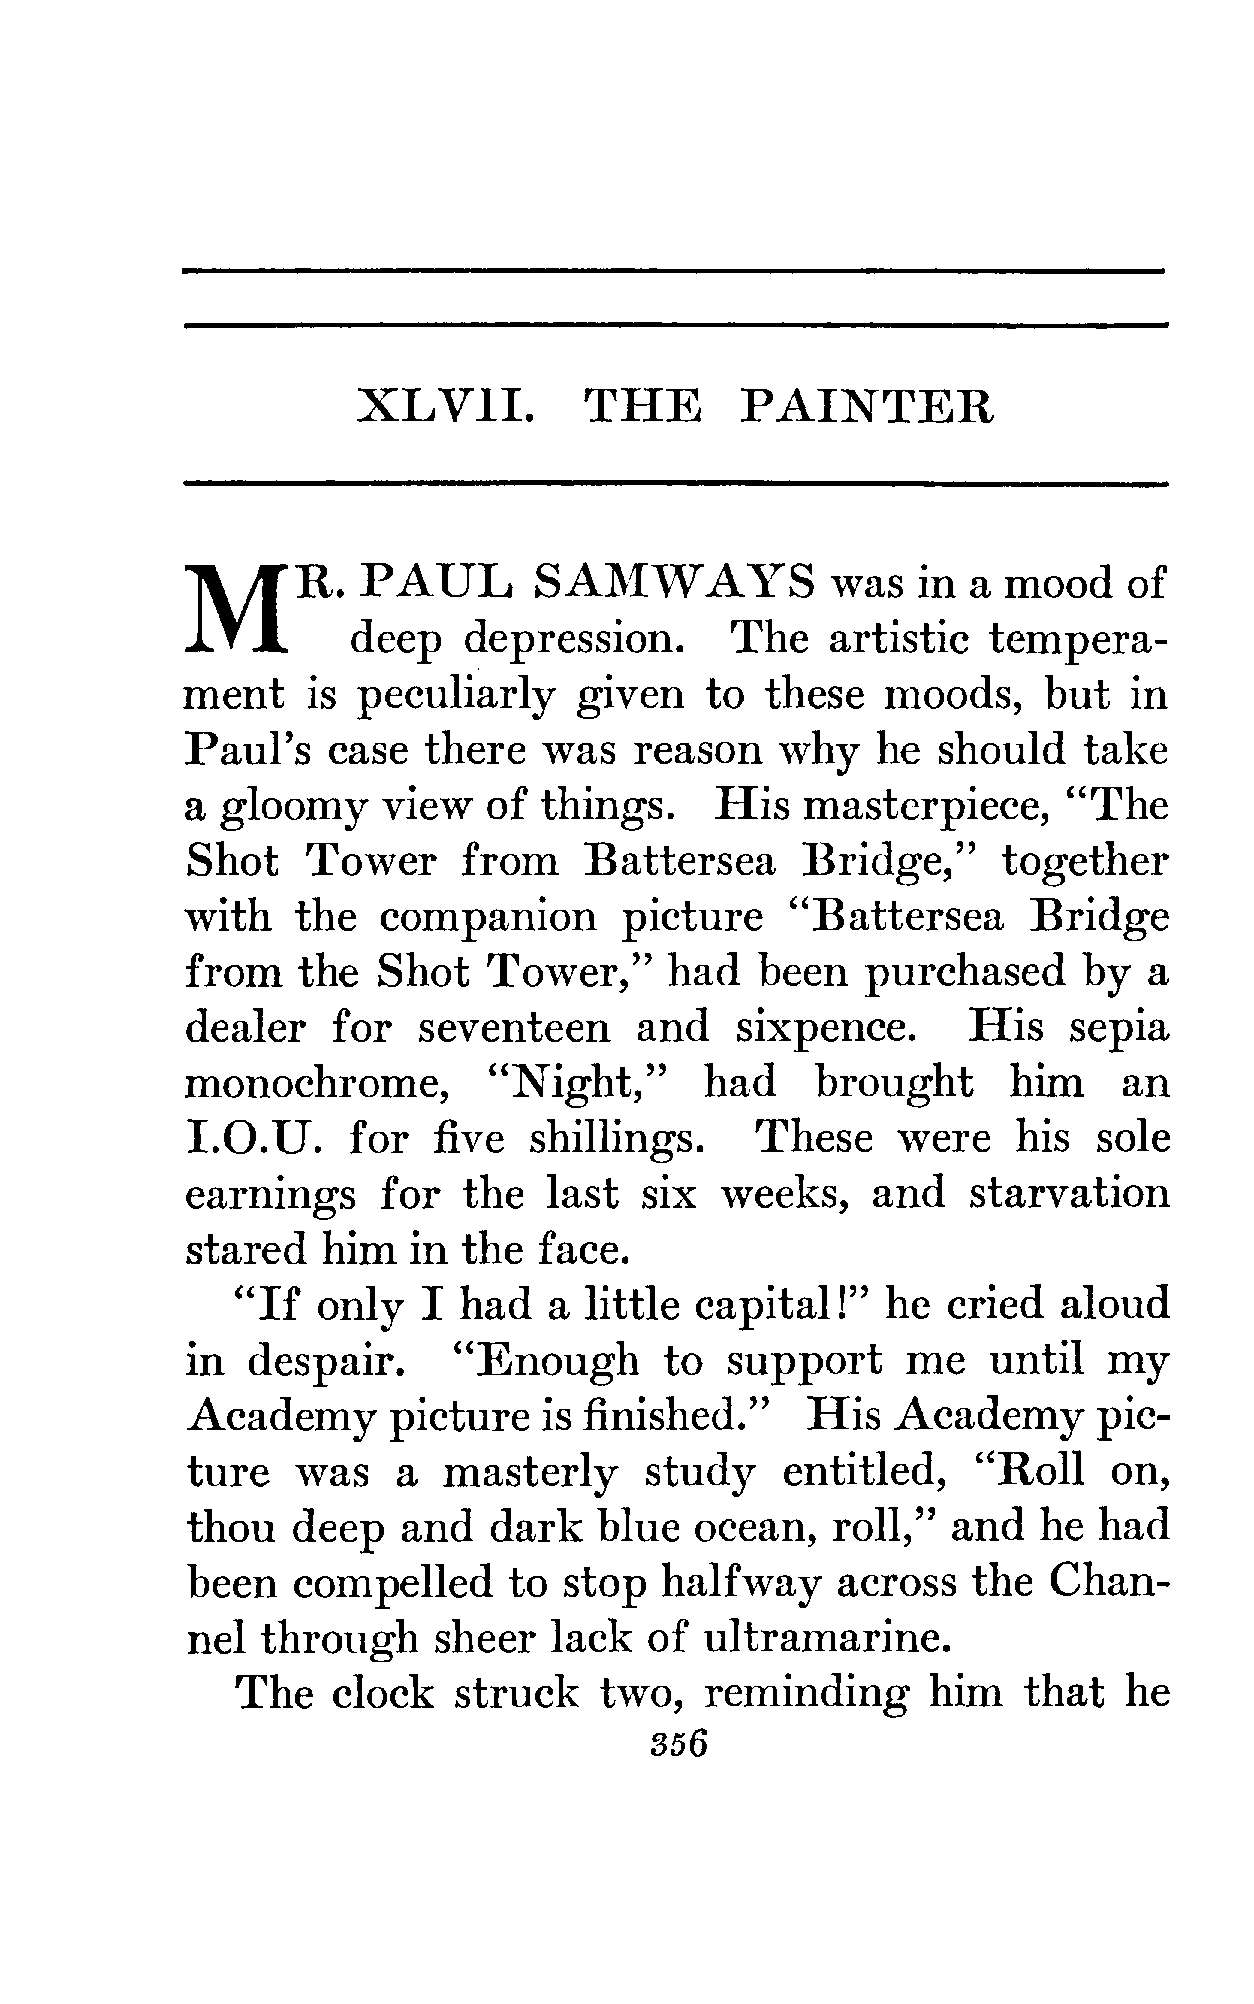 XLVII. THE PAINTER
MR. PAUL SAMWAYS was in a mood of
deep depression. The artistic tempera-
ment is peculiarly given to these moods, but in
Paul's case there was reason why he should take
a gloomy view of things. His masterpiece, "The
Shot Tower from Battersea Bridge," together
with the companion picture "Battersea Bridge
from the Shot Tower," had been purchased by a
dealer for seventeen and sixpence. His sepia
monochrome, "Night," had brought him an
I.O.U. for five shillings. These were his sole
earnings for the last six weeks, and starvation
stared him in the face.
"If only I had a little capital!" he cried aloud
in despair. "Enough to support me until my
Academy picture is finished." His Academy pic-
ture was a masterly study entitled, "Roll on,
thou deep and dark blue ocean, roll," and he had
been compelled to stop halfway across the Chan-
nel through sheer lack of ultramarine.
The clock struck two, reminding him that he
356